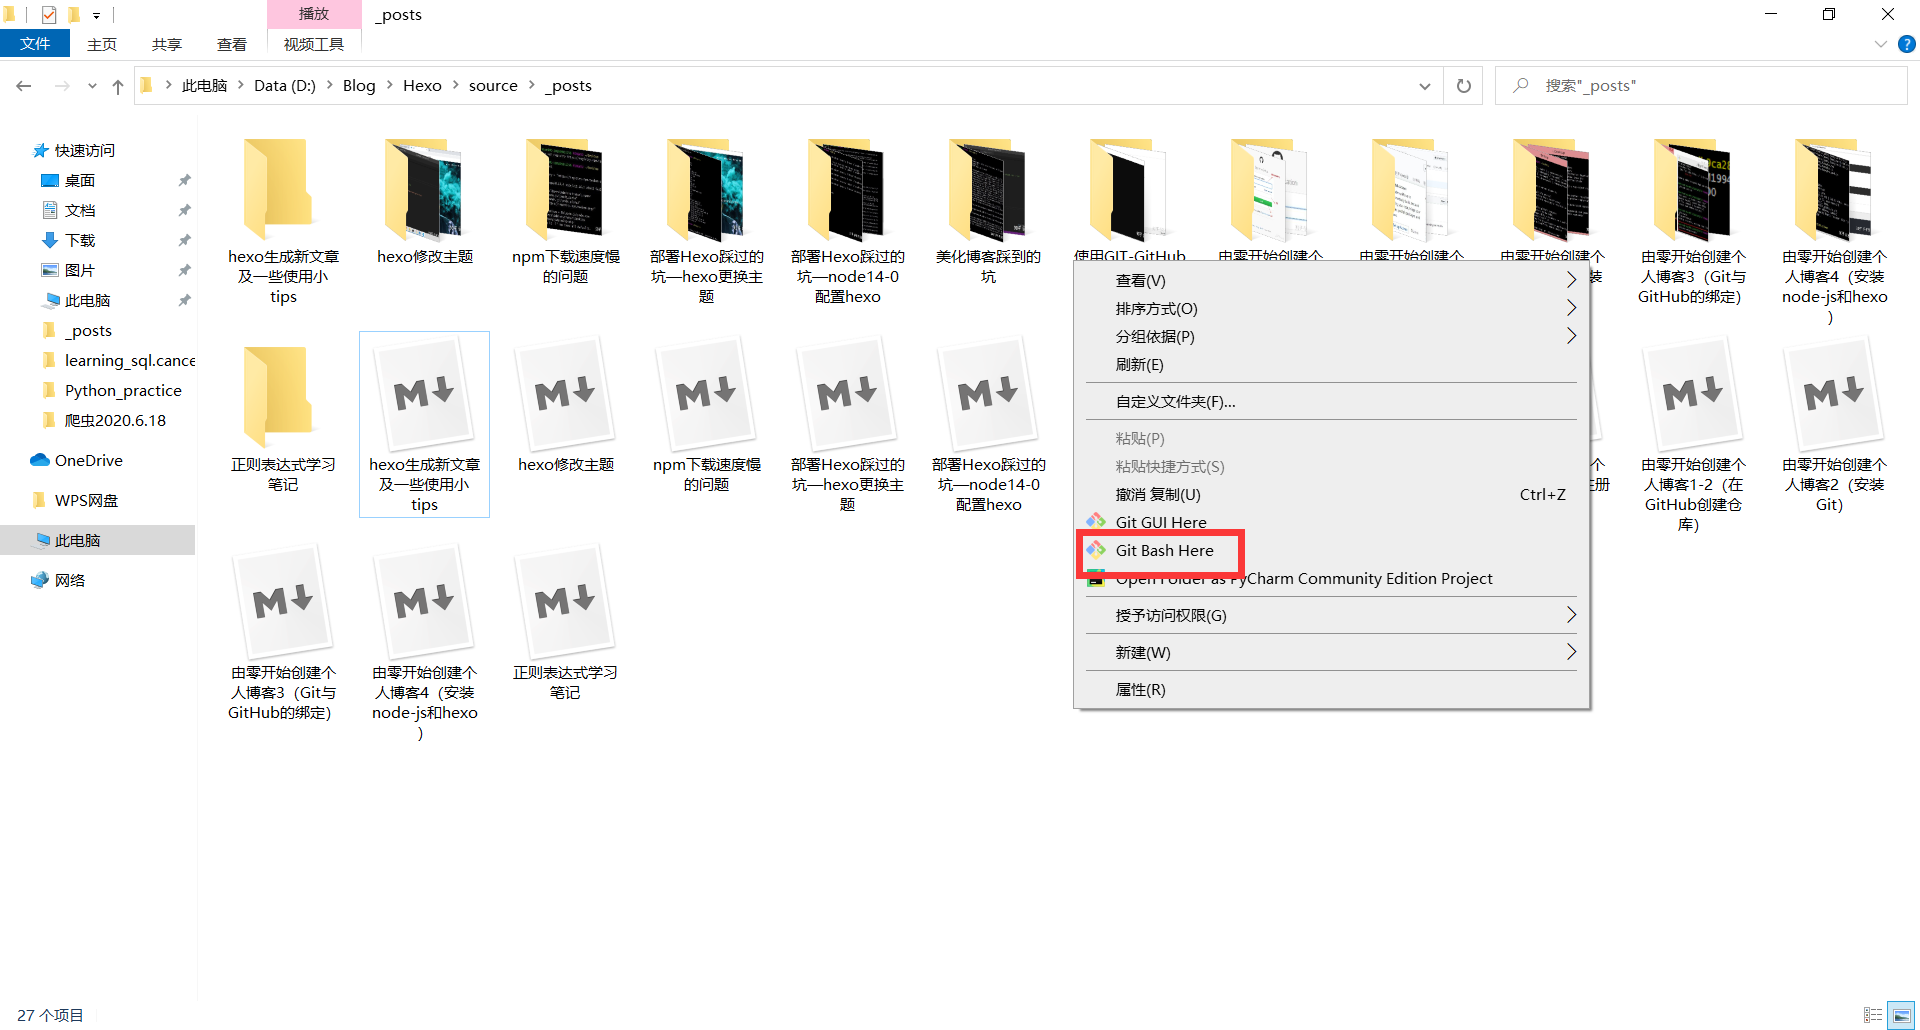 播放
_posts
文件
主页
共享
查看
视频工具
此电脑
Data (D:)
Blog
Hexo
source
_posts
搜索"_posts"
快速访问
桌面
文档
下载
图片
此电脑
_posts
learning_sql.cance
Python_practice
爬虫2020.6.18
OneDrive
WPS网盘
此电脑
网络
hexo生成新文章
及一些使用小
tips
hexo修改主题
npm下载速度慢
的问题
部署Hexo踩过的
坑—hexo更换主
题
部署Hexo踩过的
坑—node14-0
配置hexo
美化博客踩到的
坑
使用GIT-GitHub
由零开始创建个
由零开始创建个
由零开始创建个
装
由零开始创建个
人博客3（Git与
GitHub的绑定）
由零开始创建个
人博客4（安装
node-js和hexo
）
正则表达式学习
笔记
hexo生成新文章
及一些使用小
tips
hexo修改主题
npm下载速度慢
的问题
部署Hexo踩过的
坑—hexo更换主
题
部署Hexo踩过的
坑—node14-0
配置hexo
个
注册
由零开始创建个
人博客1-2（在
GitHub创建仓
库）
由零开始创建个
人博客2（安装
Git）
由零开始创建个
人博客3（Git与
GitHub的绑定）
由零开始创建个
人博客4（安装
node-js和hexo
）
正则表达式学习
笔记
查看(V)
排序方式(O)
分组依据(P)
刷新(E)
自定义文件夹(F)...
粘贴(P)
粘贴快捷方式(S)
撤消 复制(U) Ctrl+Z
Git GUI Here
Git Bash Here
Open Folder as PyCharm Community Edition Project
授予访问权限(G)
新建(W)
属性(R)
27 个项目